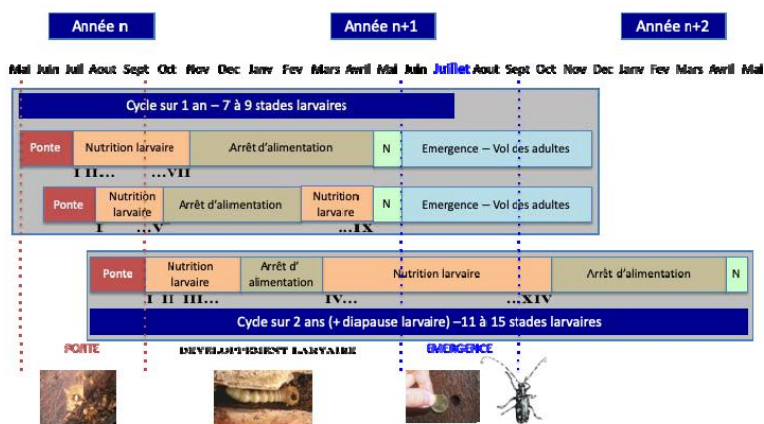 Année n Année n+1 Année n+2
Mai Juin Juil Aout Sept Oct Nov Dec Janv Fev Mars Avril Mai Juin Juillet Aout Sept Oct Nov Dec Janv Fev Mars Avril Mai
Cycle sur 1 an – 7 à 9 stades larvaires
Ponte Nutrition larvaire Arrêt d'alimentation N Emergence – Vol des adultes
I II... ...VII
Ponte Nutrition larvaire Arrêt d'alimentation Nutrition larvaire N Emergence – Vol des adultes
I ...V ...IX
Ponte Nutrition larvaire Arrêt d' alimentation Nutrition larvaire Arrêt d'alimentation N
I II III... IV... ...XIV
Cycle sur 2 ans (+ diapause larvaire) –11 à 15 stades larvaires
PONTE DEVELOPPEMENT LARVAIRE EMERGENCE